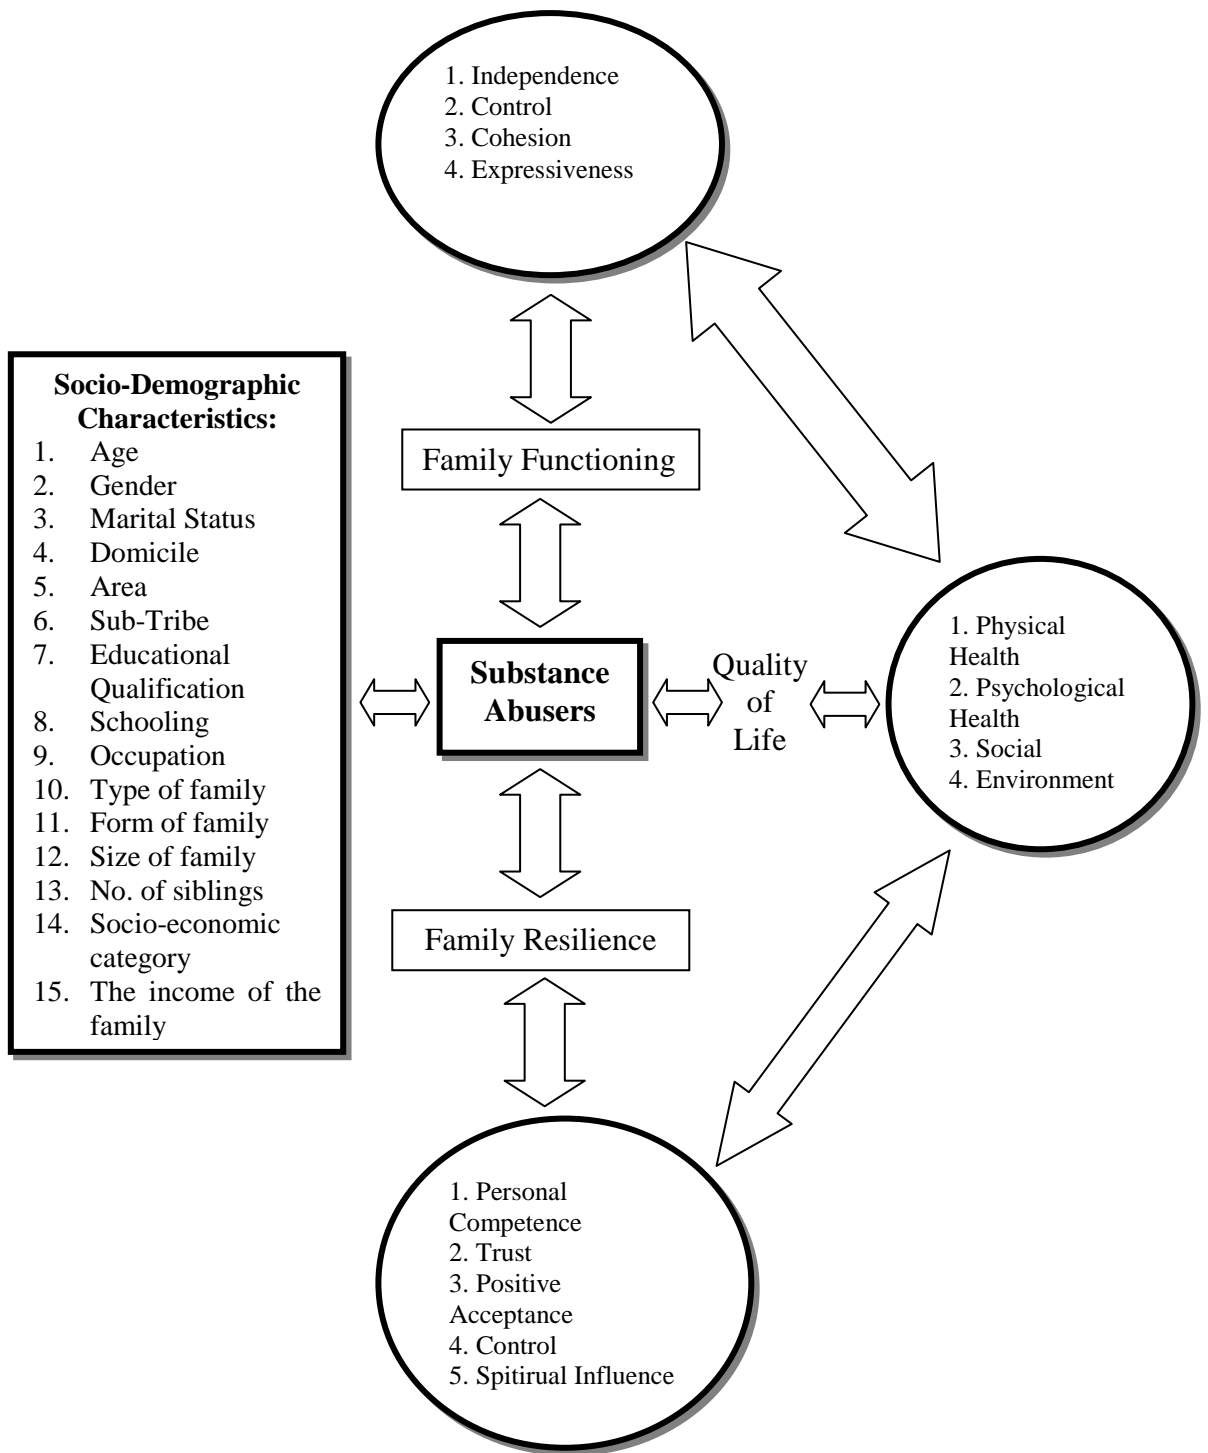 1. Independence
2. Control
3. Cohesion
4. Expressiveness
Family Functioning
Socio-Demographic
Characteristics:
1. Age
2. Gender
3. Marital Status
4. Domicile
5. Area
6. Sub-Tribe
7. Educational
Qualification
8. Schooling
9. Occupation
10. Type of family
11. Form of family
12. Size of family
13. No. of siblings
14. Socio-economic
category
15. The income of the
family
Substance
Abusers
Quality
of
Life
1. Physical
Health
2. Psychological
Health
3. Social
4. Environment
Family Resilience
1. Personal
Competence
2. Trust
3. Positive
Acceptance
4. Control
5. Spitirual Influence